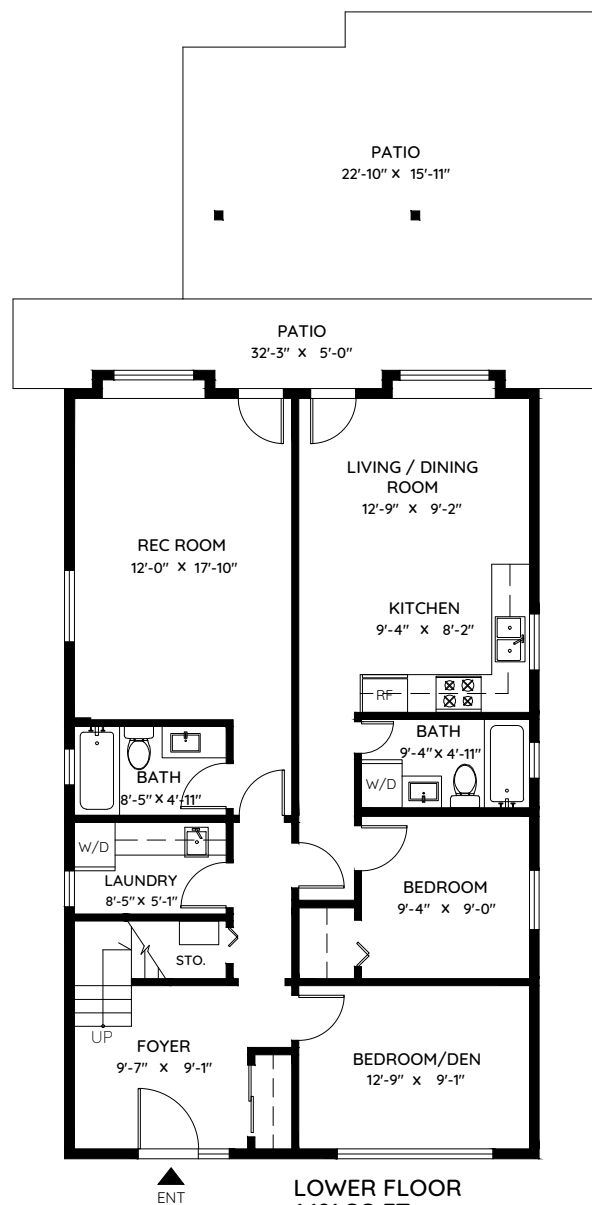 PATIO
22'-10" x 15'-11"
PATIO
32'-3" x 5'-0"
LIVING / DINING
ROOM
12'-9" x 9'-2"
REC ROOM
12'-0" x 17'-10"
KITCHEN
9'-4" x 8'-2"
RF
BATH
9'-4" x 4'-11"
W/D
BATH
8'-5" x 4'-11"
W/D
LAUNDRY
8'-5" x 5'-1"
BEDROOM
9'-4" x 9'-0"
STO.
UP
FOYER
9'-7" x 9'-1"
BEDROOM/DEN
12'-9" x 9'-1"
ENT
LOWER FLOOR